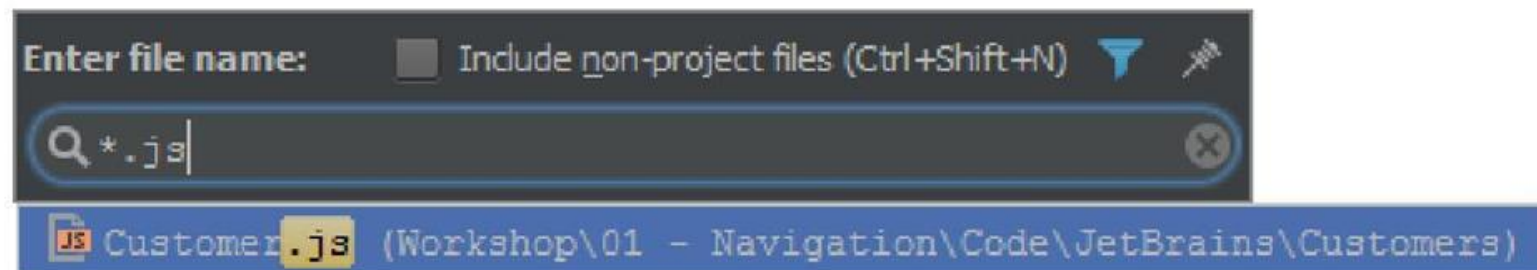 Enter file name: Include non-project files (Ctrl+Shift+N)
*.js
JS Customer.js (Workshop\01 - Navigation\Code\JetBrains\Customers)